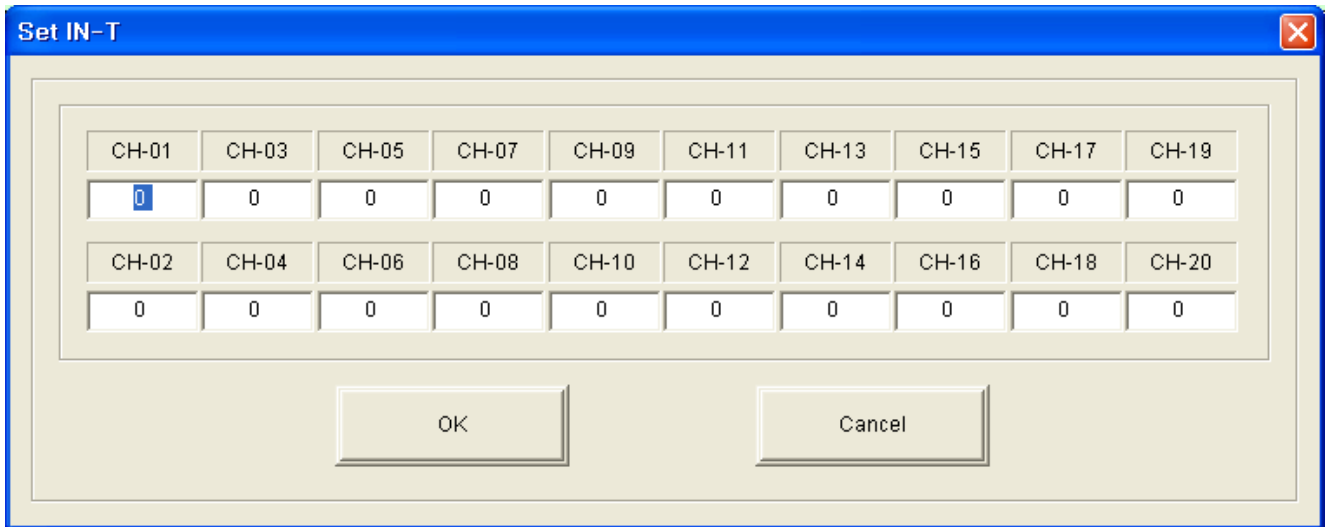 Set IN-T
CH-01 CH-03 CH-05 CH-07 CH-09 CH-11 CH-13 CH-15 CH-17 CH-19
0 0 0 0 0 0 0 0 0 0
CH-02 CH-04 CH-06 CH-08 CH-10 CH-12 CH-14 CH-16 CH-18 CH-20
0 0 0 0 0 0 0 0 0 0
OK Cancel